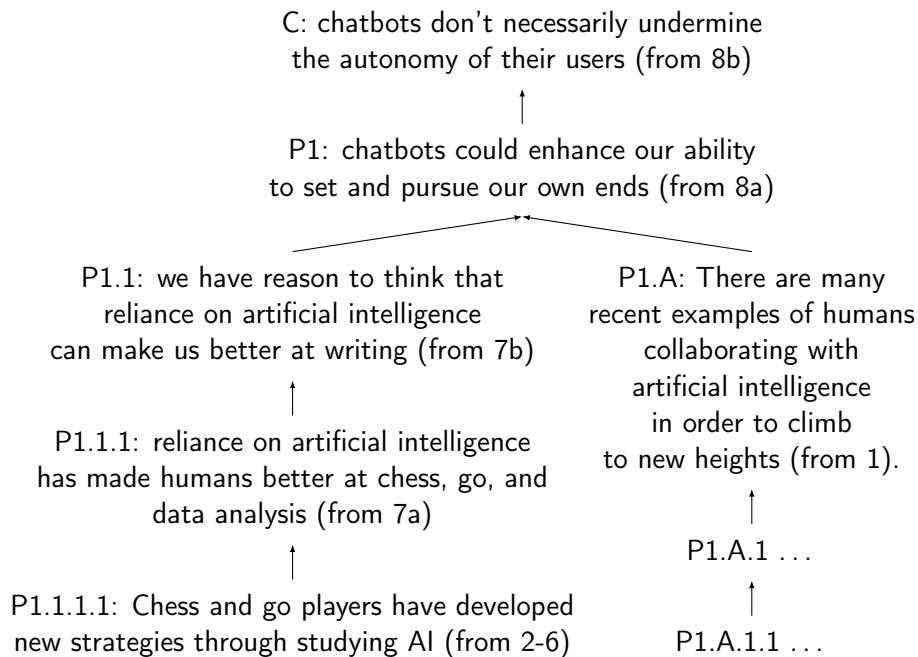 C: chatbots don't necessarily undermine
the autonomy of their users (from 8b)
P1: chatbots could enhance our ability
to set and pursue our own ends (from 8a)
P1.1: we have reason to think that
reliance on artificial intelligence
can make us better at writing (from 7b)
P1.1.1: reliance on artificial intelligence
has made humans better at chess, go, and
data analysis (from 7a)
P1.1.1.1: Chess and go players have developed
new strategies through studying AI (from 2-6)
P1.A: There are many
recent examples of humans
collaborating with
artificial intelligence
in order to climb
to new heights (from 1).
P1.A.1 ...
P1.A.1.1 ...